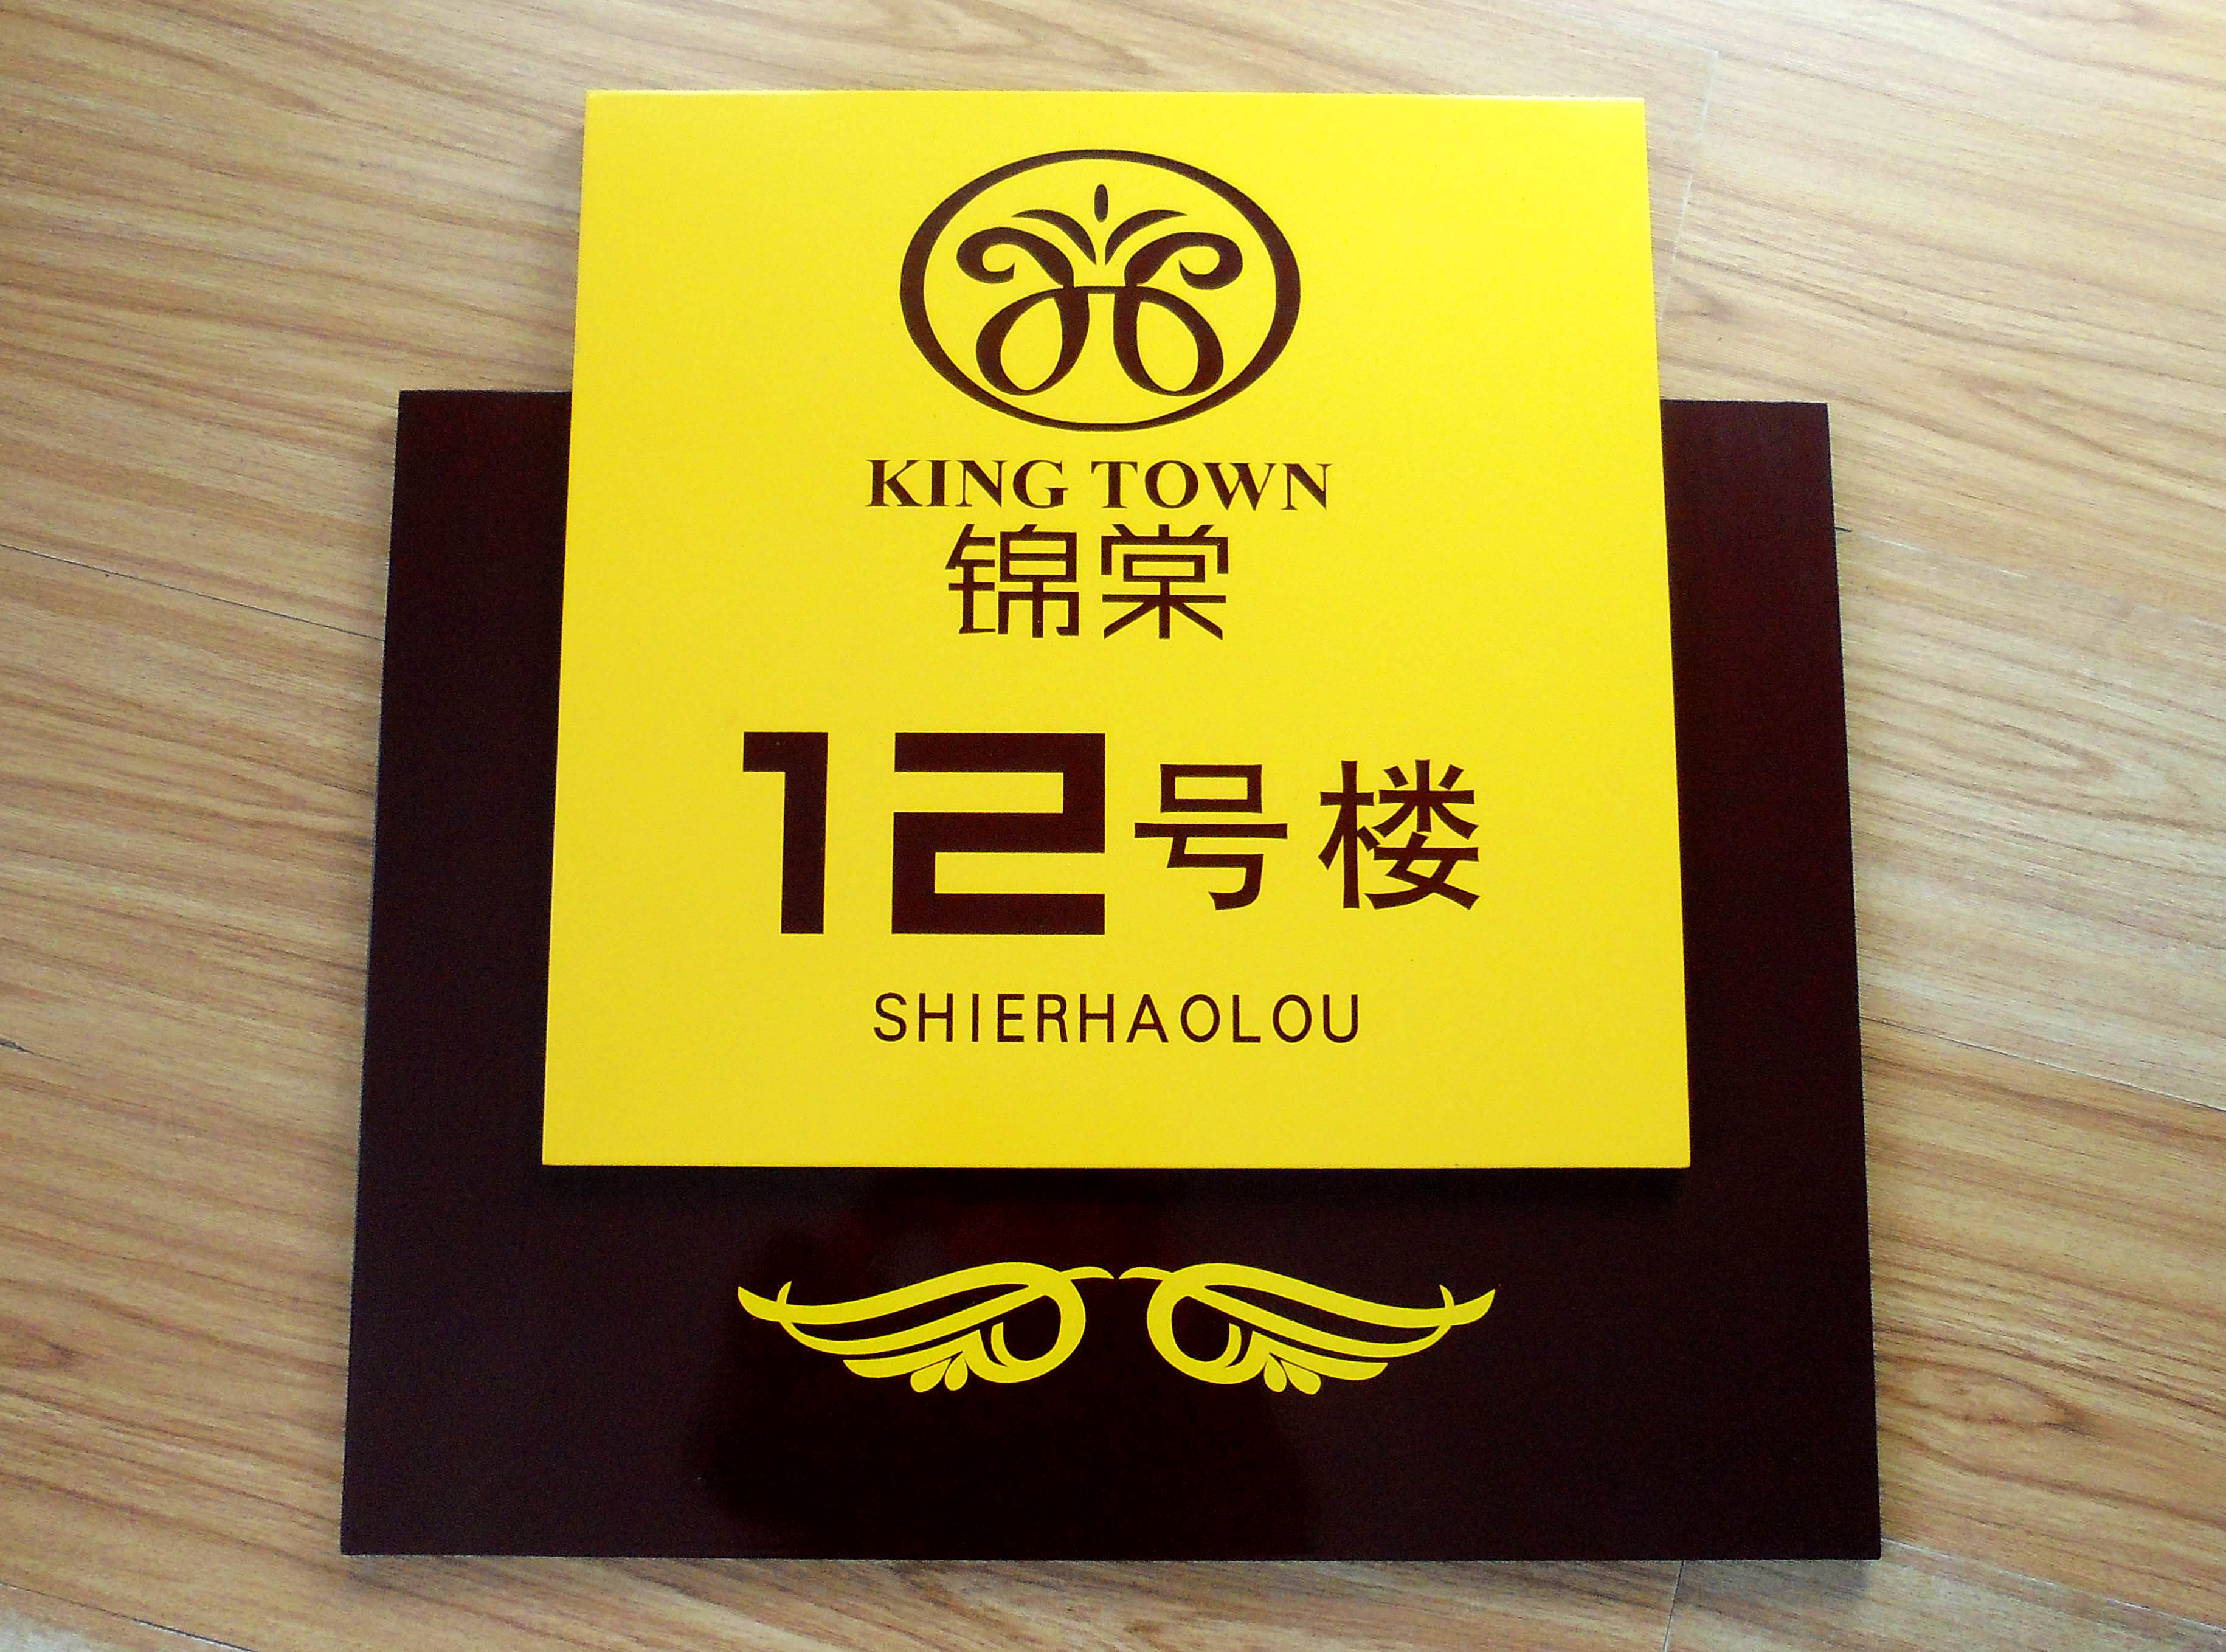 KING TOWN
锦棠
12号楼
SHIERHAOLOU